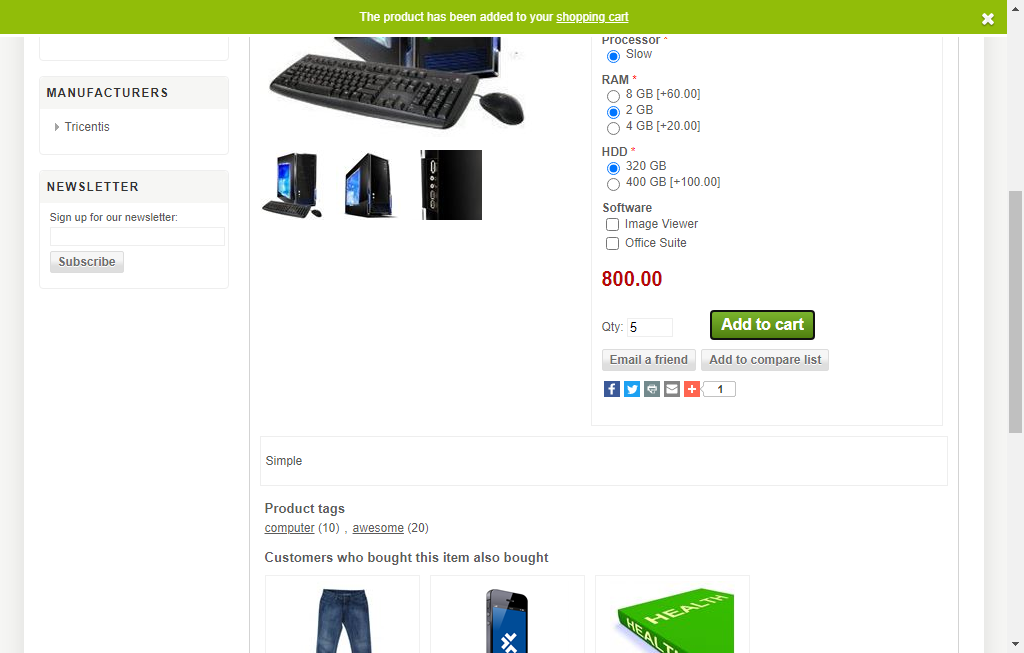 The product has been added to your shopping cart
Processor *
Slow
MANUFACTURERS
Tricentis
RAM *
8 GB [+60.00]
2 GB
4 GB [+20.00]
HDD *
320 GB
400 GB [+100.00]
NEWSLETTER
Sign up for our newsletter:
Subscribe
Software
Image Viewer
Office Suite
800.00
Qty: 5 Add to cart
Email a friend Add to compare list
1
Simple
Product tags
computer (10) , awesome (20)
Customers who bought this item also bought
HEALTH
HEALTH